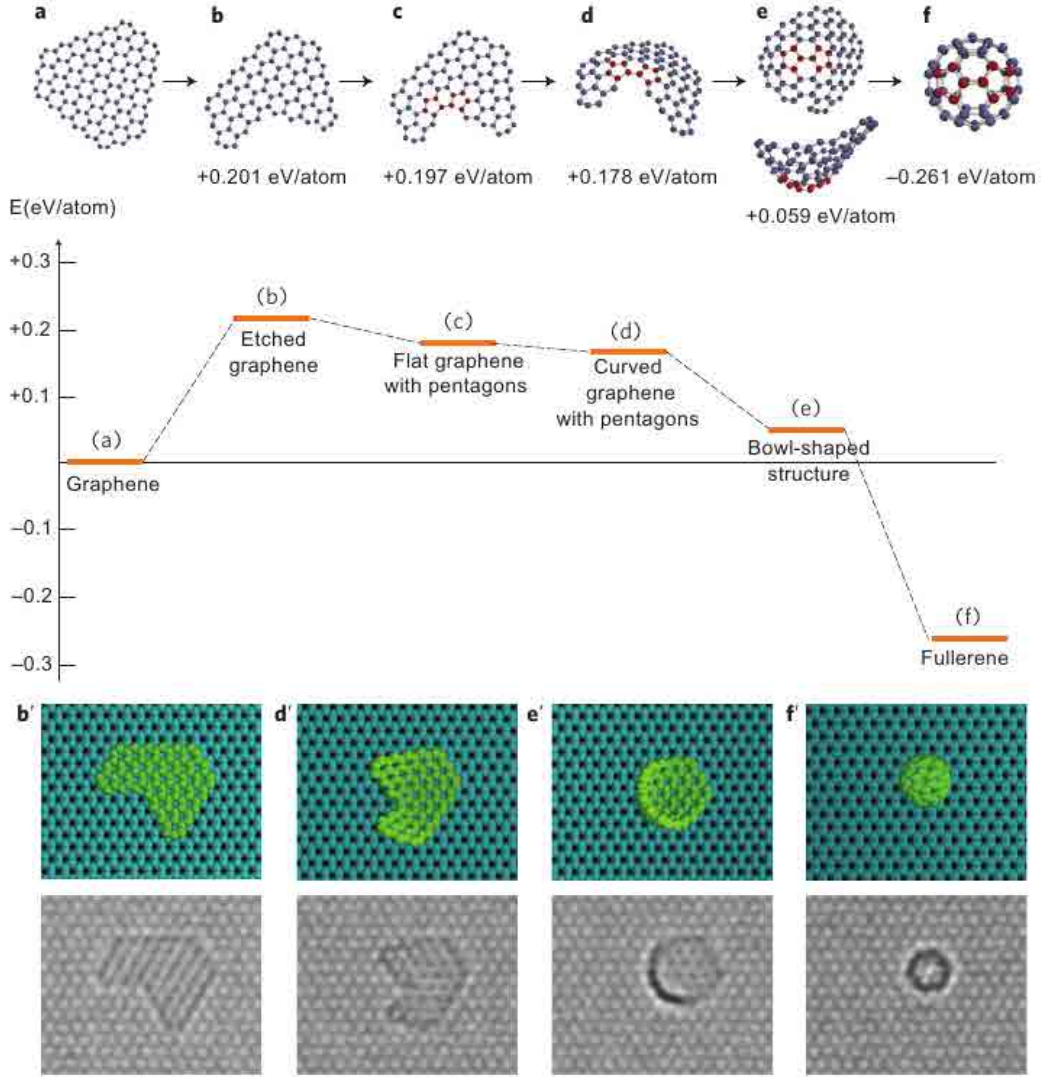 a b c d e f
+0.201 eV/atom +0.197 eV/atom +0.178 eV/atom −0.261 eV/atom
+0.059 eV/atom
E(eV/atom)
+0.3
(b)
+0.2
Etched
graphene
(c)
Flat graphene
with pentagons
(d)
Curved
graphene
with pentagons
+0.1
(e)
Bowl-shaped
structure
(a)
Graphene
−0.1
−0.2
(f)
Fullerene
−0.3
b′ d′ e′ f′